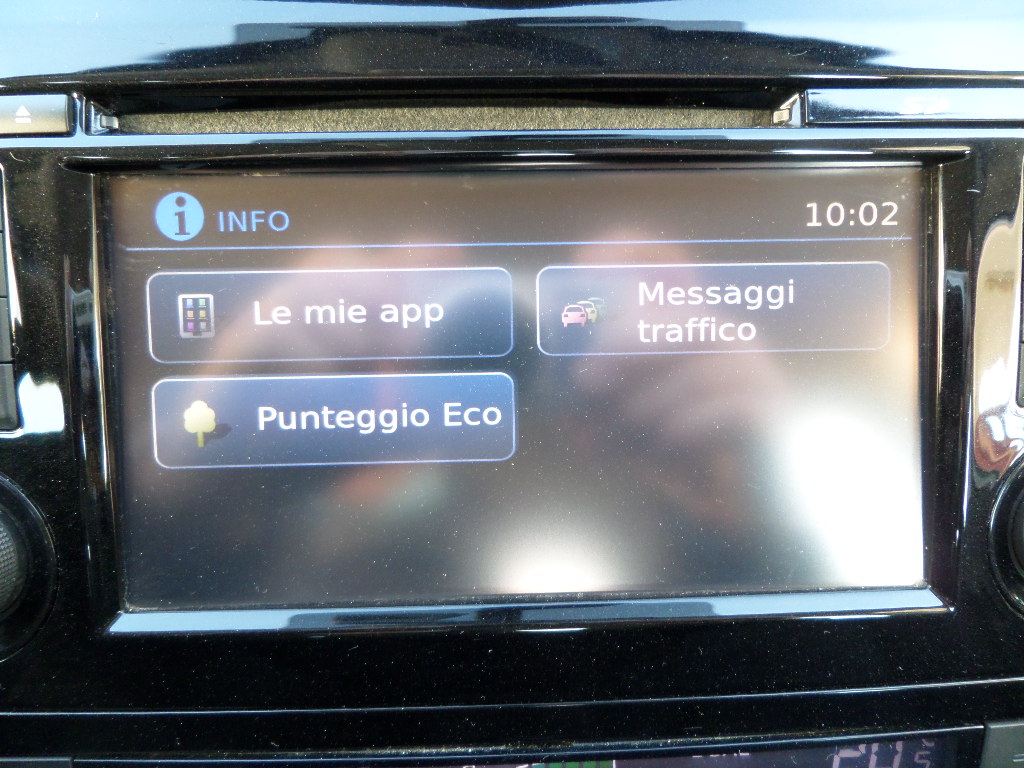 INFO
10:02
Le mie app
Messaggi
traffico
Punteggio Eco